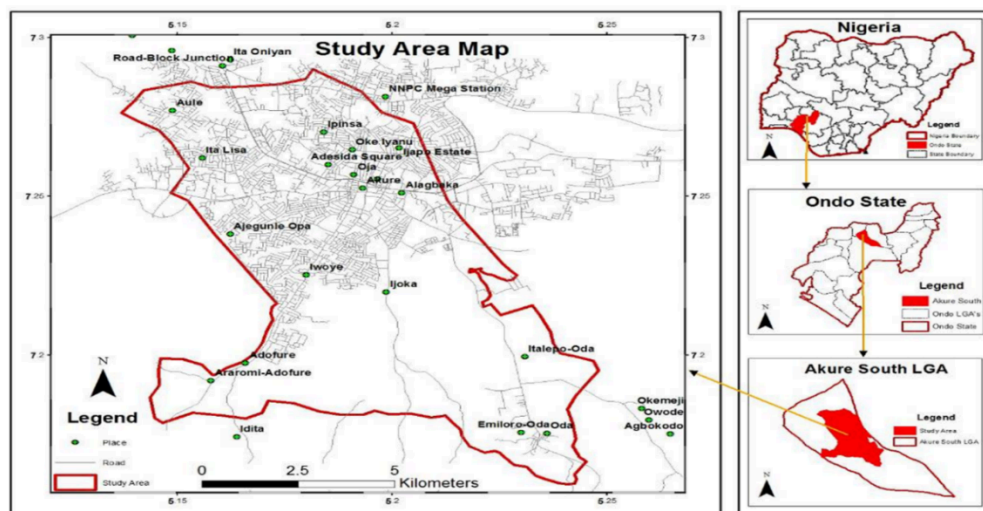 5.15
5.2
5.25
7.3
Study Area Map
Ita Oniyan
Road-Block Junction
NNPC Mega Station
Aule
Ipinsa
Oke Iyanu
Ijapo Estate
Ita Lisa
Adesida Square
Oja
Akure
Alagbaka
7.25
Ajegunle Opa
Iwoye
Ijoka
7.2
Italepo-Oda
Adofure
Araromi-Adofure
Okemeji
Owode
Agbokodo
Emiloro-Oda
Oda
Idita
N
Legend
Place
Road
Study Area
0
2.5
5
Kilometers
5.15
5.2
5.25
7.3
7.25
7.2
Nigeria
Legend
Nigeria Boundary
Ondo State
State Boundary
N
Ondo State
Legend
Akure South
Ondo LGA's
Ondo State
N
Akure South LGA
Legend
Study Area
Akure South LGA
N